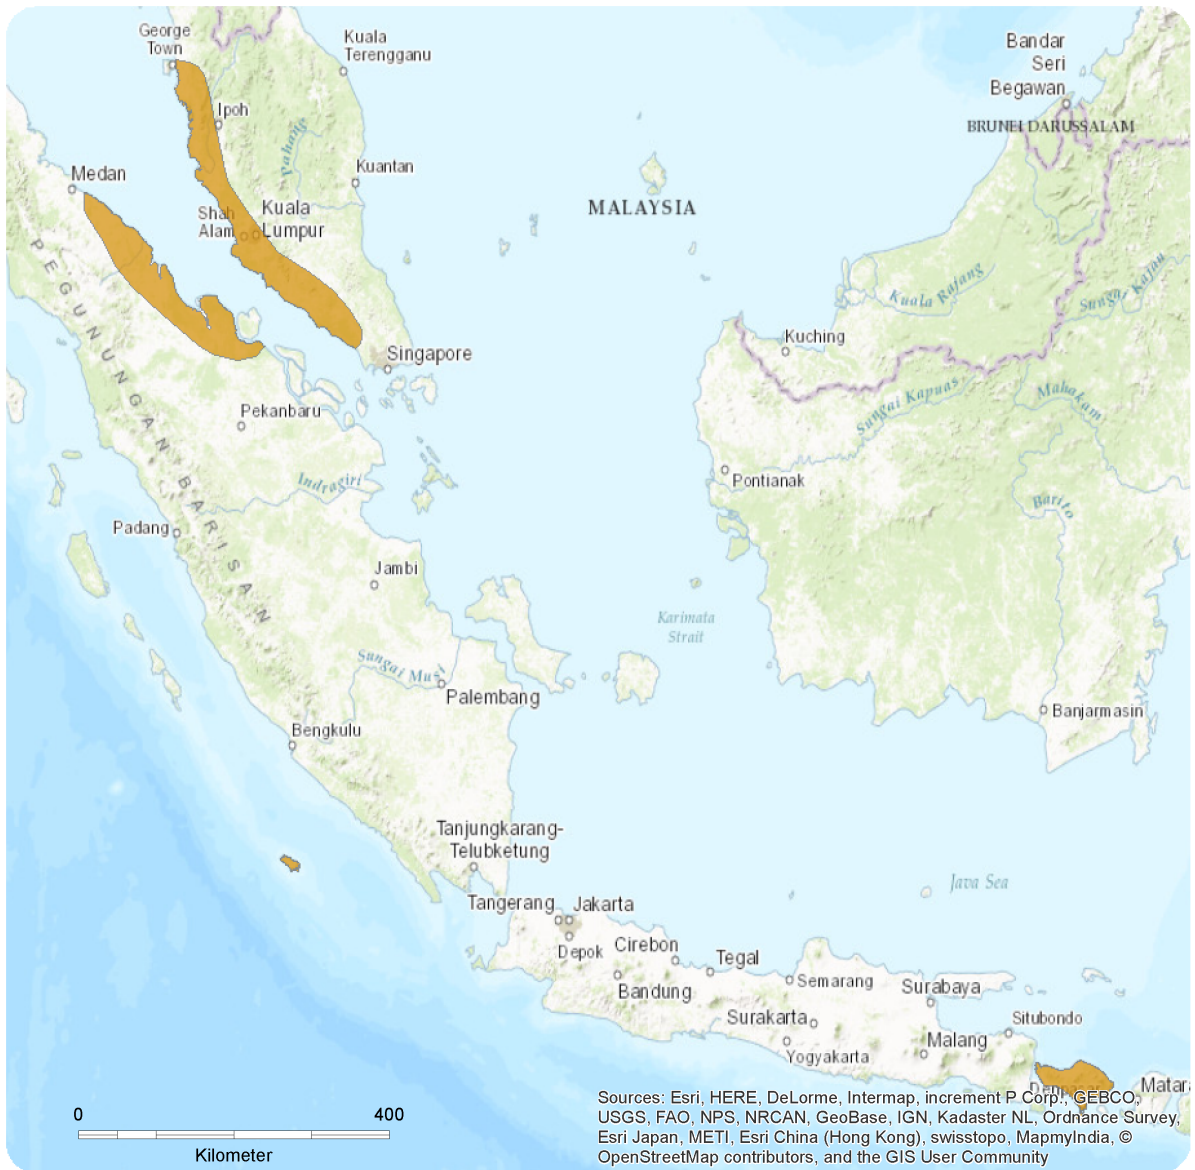 George
Town
Kuala
Terengganu
Bandar
Seri
Begawan
Ipoh
BRUNEI DARUSSALAM
Pahang
Medan
Kuantan
MALAYSIA
Shah
Alam
Kuala
Lumpur
PEGUNUNGAN BARISAN
Kuala Rajang
Sungai Kajau
Kuching
Singapore
Sungai Kapuas
Mahakam
Pekanbaru
Pontianak
Indragiri
Barito
Padang
Jambi
Karimata
Strait
Sungai Musi
Palembang
Banjarmasin
Bengkulu
Tanjungkarang-
Telubketung
Java Sea
Tangerang
Jakarta
Depok
Cirebon
Tegal
Bandung
Semarang
Surabaya
Surakarta
Situbondo
Malang
Yogyakarta
Denpasar
Matar
0 400
Kilometer
Sources: Esri, HERE, DeLorme, Intermap, increment P Corp., GEBCO,
USGS, FAO, NPS, NRCAN, GeoBase, IGN, Kadaster NL, Ordnance Survey,
Esri Japan, METI, Esri China (Hong Kong), swisstopo, MapmyIndia, ©
OpenStreetMap contributors, and the GIS User Community